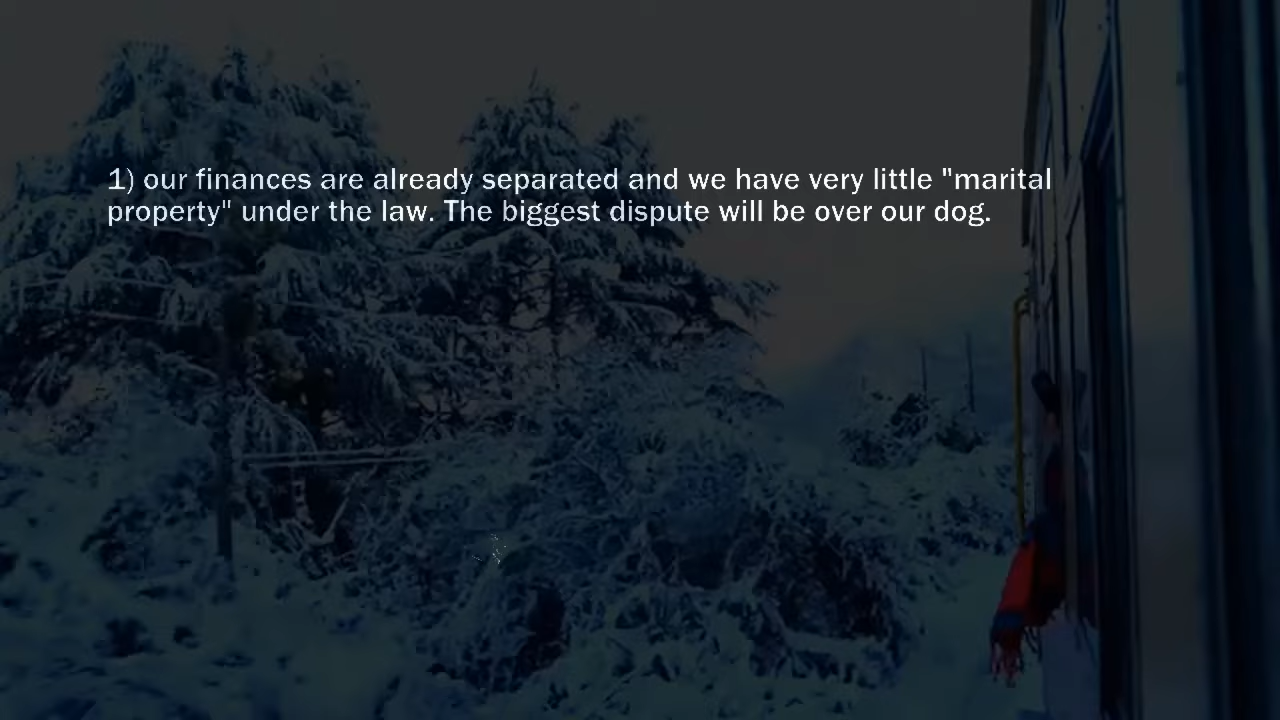 1) our finances are already separated and we have very little "marital
property" under the law. The biggest dispute will be over our dog.